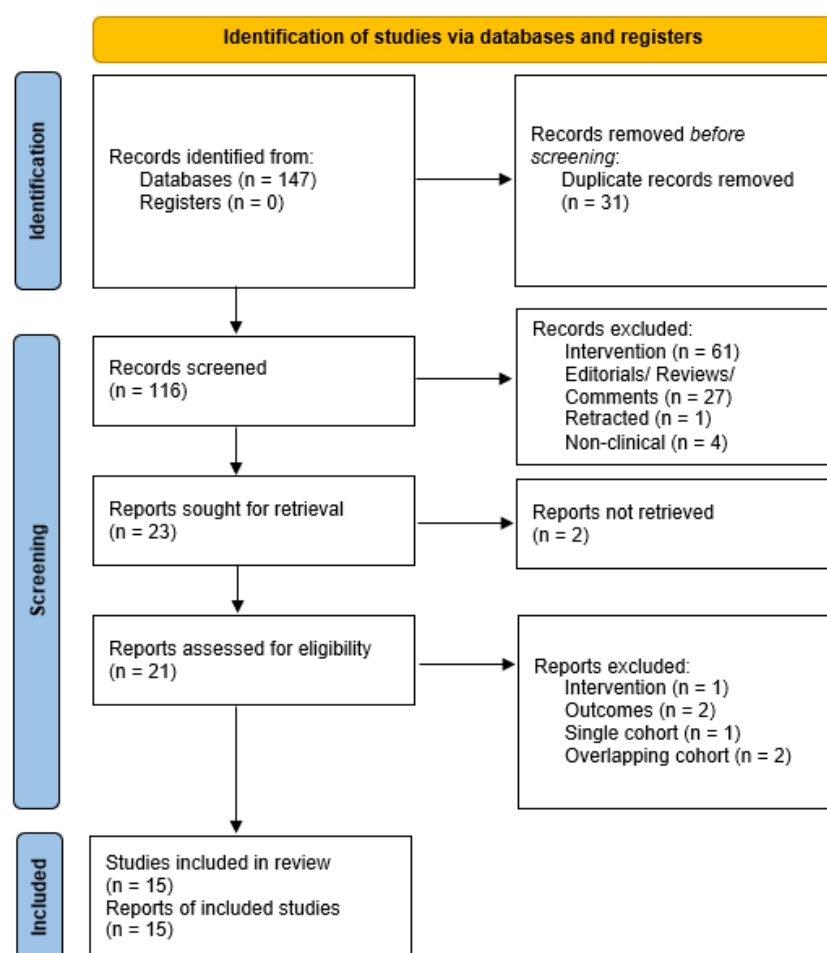 Identification of studies via databases and registers
Identification
Records identified from:
Databases (n = 147)
Registers (n = 0)
Records removed before
screening:
Duplicate records removed
(n = 31)
Screening
Records screened
(n = 116)
Records excluded:
Intervention (n = 61)
Editorials/ Reviews/
Comments (n = 27)
Retracted (n = 1)
Non-clinical (n = 4)
Reports sought for retrieval
(n = 23)
Reports not retrieved
(n = 2)
Reports assessed for eligibility
(n = 21)
Reports excluded:
Intervention (n = 1)
Outcomes (n = 2)
Single cohort (n = 1)
Overlapping cohort (n = 2)
Included
Studies included in review
(n = 15)
Reports of included studies
(n = 15)